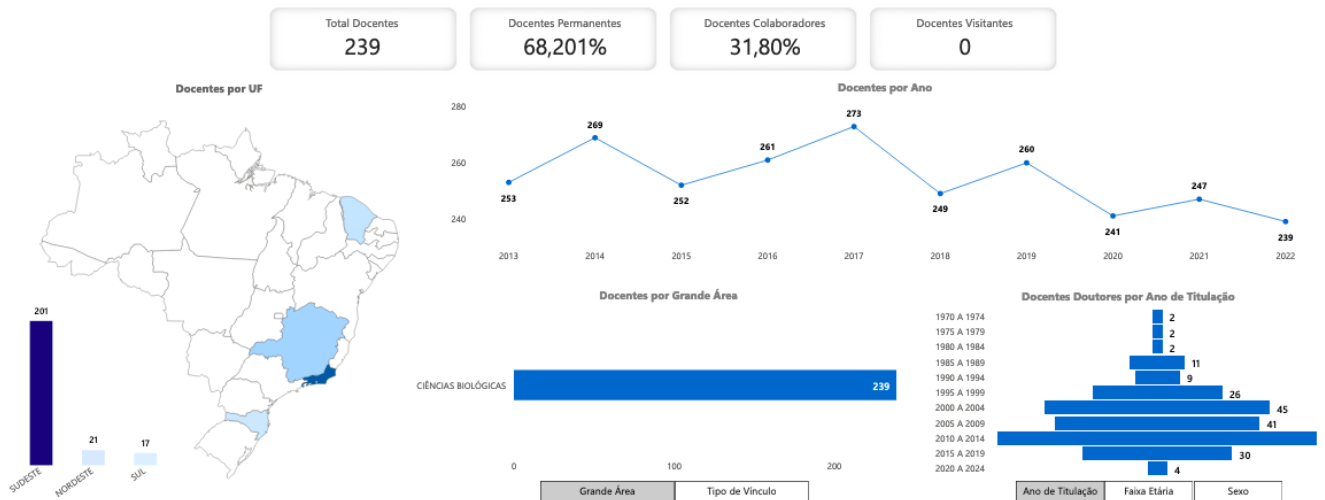 Total Docentes
239
Docentes Permanentes
68,201%
Docentes Colaboradores
31,80%
Docentes Visitantes
0
Docentes por UF
201
21
17
SUDESTE
NORDESTE
SUL
Docentes por Ano
280
260
240
253
269
252
261
273
249
260
241
247
239
2013
2014
2015
2016
2017
2018
2019
2020
2021
2022
Docentes por Grande Área
CIÊNCIAS BIOLÓGICAS
239
0
100
200
Grande Área
Tipo de Vínculo
Docentes Doutores por Ano de Titulação
1970 A 1974 2
1975 A 1979 2
1980 A 1984 2
1985 A 1989 11
1990 A 1994 9
1995 A 1999 26
2000 A 2004 45
2005 A 2009 41
2010 A 2014
2015 A 2019 30
2020 A 2024 4
Ano de Titulação
Faixa Etária
Sexo